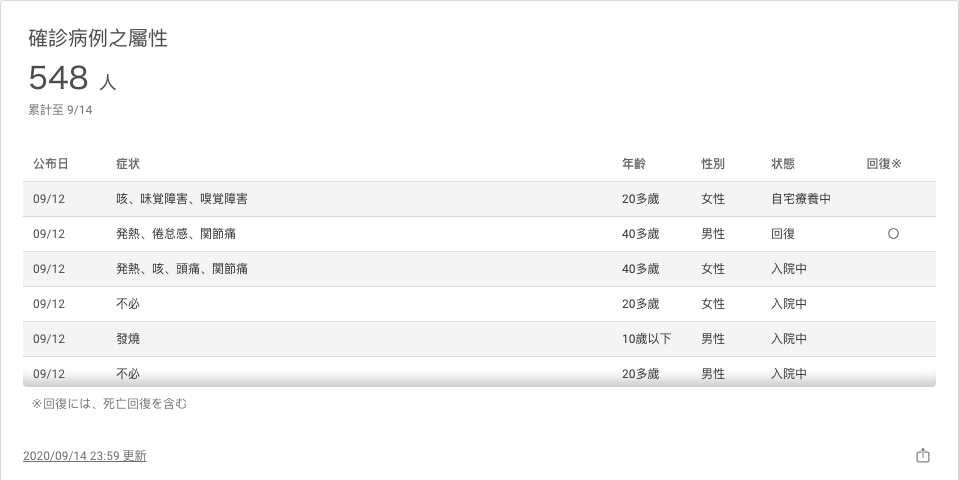 確診病例之屬性
548 人
累計至 9/14
公布日 症状 年齡 性別 状態 回復※
09/12 咳、味覚障害、嗅覚障害 20多歲 女性 自宅療養中
09/12 発熱、倦怠感、関節痛 40多歲 男性 回復 ○
09/12 発熱、咳、頭痛、関節痛 40多歲 女性 入院中
09/12 不必 20多歲 女性 入院中
09/12 發燒 10歲以下 男性 入院中
09/12 不必 20多歲 男性 入院中
※回復には、死亡回復を含む
2020/09/14 23:59 更新